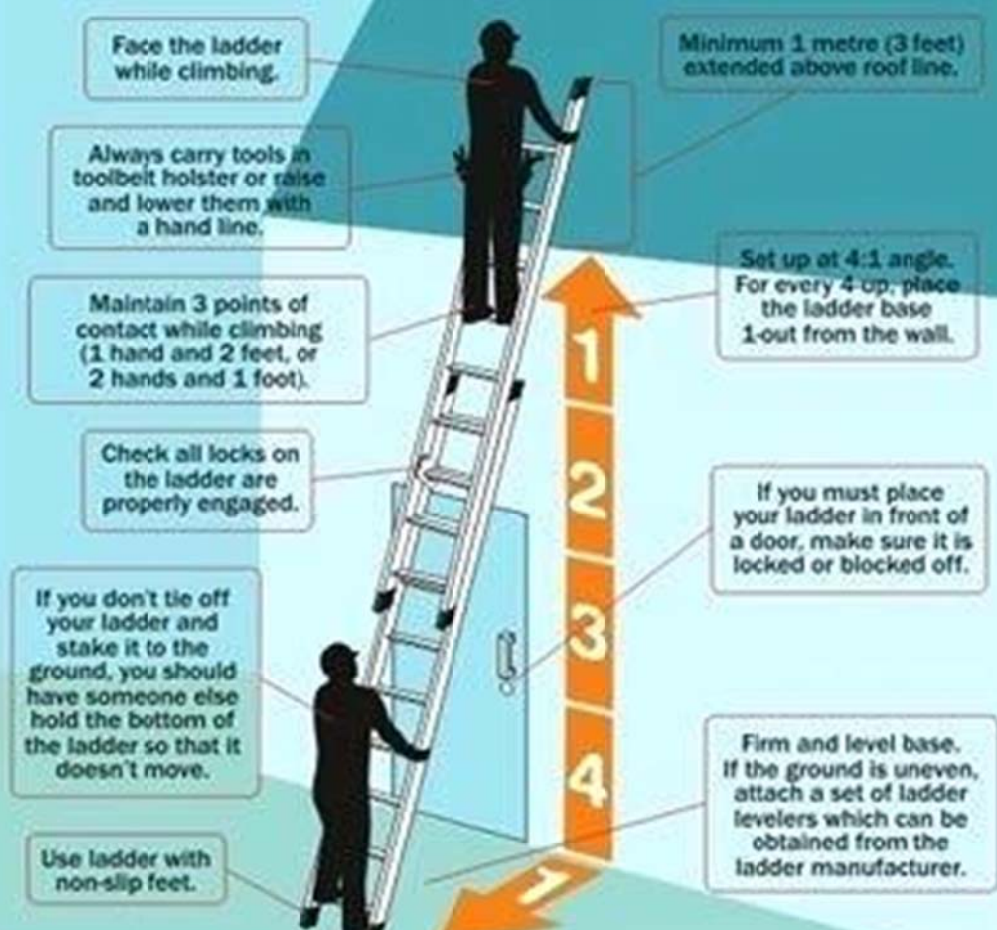 Face the ladder
while climbing.
Minimum 1 metre (3 feet)
extended above roof line.
Always carry tools in
toolbelt holster or raise
and lower them with
a hand line.
Set up at 4:1 angle.
For every 4-up, place
the ladder base
1-out from the wall.
Maintain 3 points of
contact while climbing
(1 hand and 2 feet, or
2 hands and 1 foot).
Check all locks on
the ladder are
properly engaged.
If you must place
your ladder in front of
a door, make sure it is
locked or blocked off.
If you don't tie off
your ladder and
stake it to the
ground, you should
have someone else
hold the bottom of
the ladder so that it
doesn't move.
Firm and level base.
If the ground is uneven,
attach a set of ladder
levelers which can be
obtained from the
ladder manufacturer.
Use ladder with
non-slip feet.
1
2
3
4
1